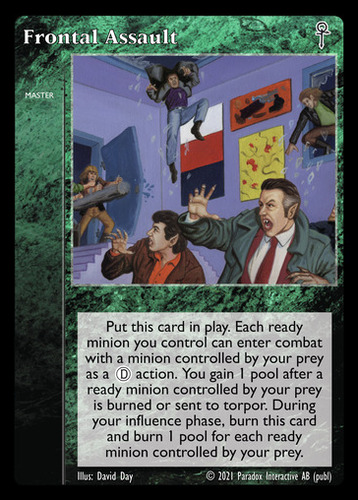 Frontal Assault
MASTER
Put this card in play. Each ready
minion you control can enter combat
with a minion controlled by your prey
as a Ⓓ action. You gain 1 pool after a
ready minion controlled by your prey
is burned or sent to torpor. During
your influence phase, burn this card
and burn 1 pool for each ready
minion controlled by your prey.
Illus: David Day © 2021 Paradox Interactive AB (publ)